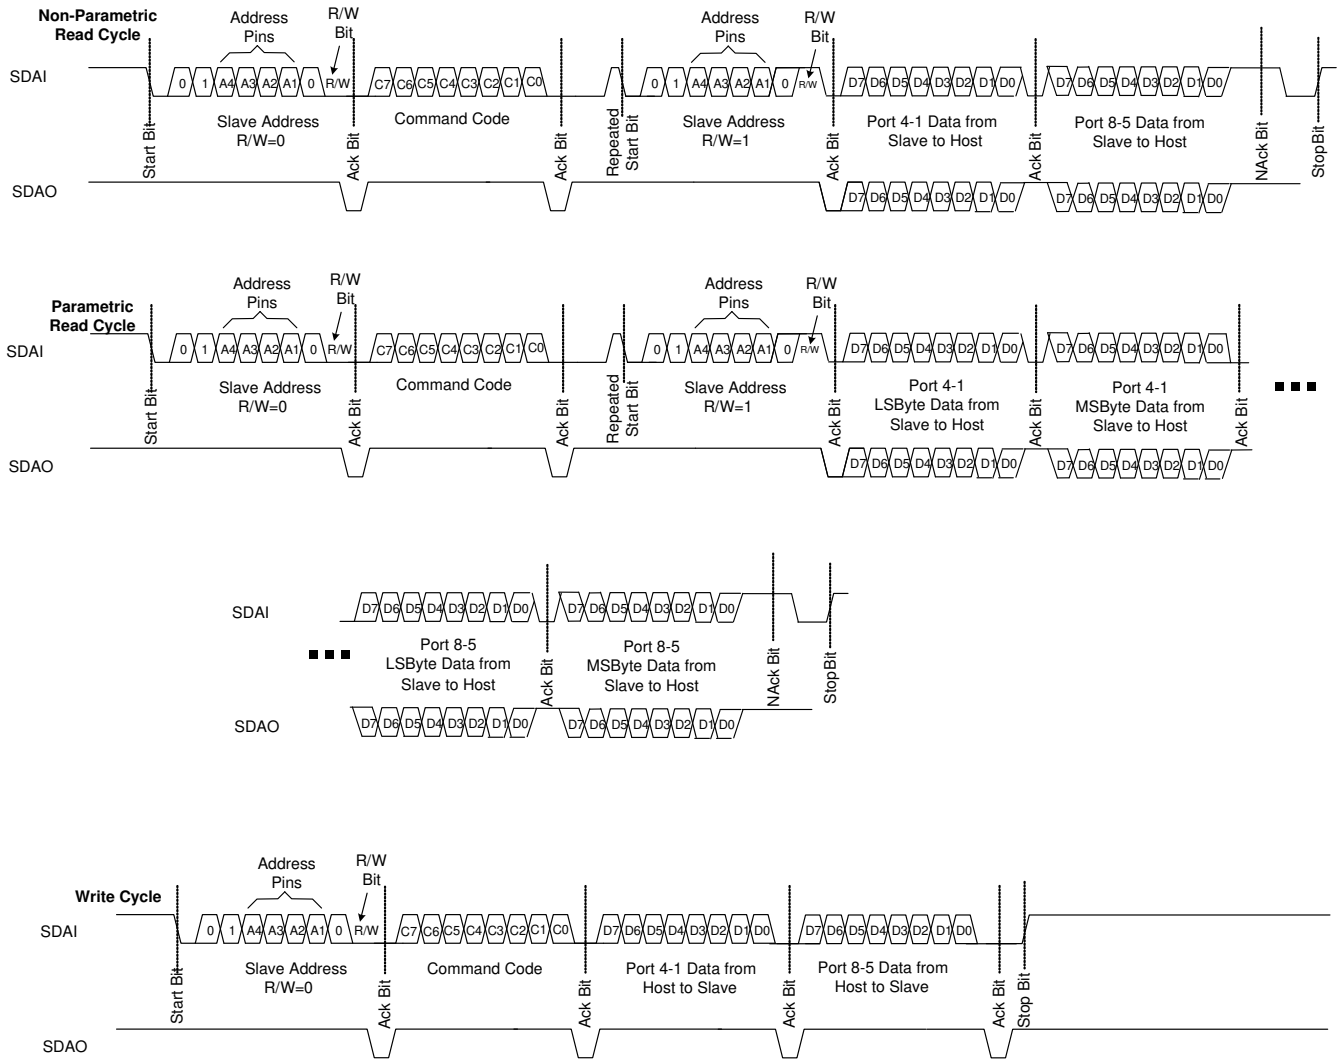 Non-Parametric
Read Cycle
Address
Pins
R/W
Bit
Address
Pins
R/W
Bit
SDAI
0 1 A4 A3 A2 A1 0 R/W C7 C6 C5 C4 C3 C2 C1 C0 0 1 A4 A3 A2 A1 0 R/W D7 D6 D5 D4 D3 D2 D1 D0 D7 D6 D5 D4 D3 D2 D1 D0
Start Bit
Slave Address
R/W=0
Ack Bit
Command Code
Ack Bit
Repeated
Start Bit
Slave Address
R/W=1
Ack Bit
Port 4-1 Data from
Slave to Host
Ack Bit
Port 8-5 Data from
Slave to Host
NAck Bit
Stop Bit
SDAO
D7 D6 D5 D4 D3 D2 D1 D0 D7 D6 D5 D4 D3 D2 D1 D0
Parametric
Read Cycle
Address
Pins
R/W
Bit
Address
Pins
R/W
Bit
SDAI
0 1 A4 A3 A2 A1 0 R/W C7 C6 C5 C4 C3 C2 C1 C0 0 1 A4 A3 A2 A1 0 R/W D7 D6 D5 D4 D3 D2 D1 D0 D7 D6 D5 D4 D3 D2 D1 D0
Start Bit
Slave Address
R/W=0
Ack Bit
Command Code
Ack Bit
Repeated
Start Bit
Slave Address
R/W=1
Ack Bit
Port 4-1
LSByte Data from
Slave to Host
Ack Bit
Port 4-1
MSByte Data from
Slave to Host
Ack Bit
SDAO
D7 D6 D5 D4 D3 D2 D1 D0 D7 D6 D5 D4 D3 D2 D1 D0
SDAI
D7 D6 D5 D4 D3 D2 D1 D0 D7 D6 D5 D4 D3 D2 D1 D0
Port 8-5
LSByte Data from
Slave to Host
Ack Bit
Port 8-5
MSByte Data from
Slave to Host
NAck Bit
Stop Bit
SDAO
D7 D6 D5 D4 D3 D2 D1 D0 D7 D6 D5 D4 D3 D2 D1 D0
Write Cycle
Address
Pins
R/W
Bit
SDAI
0 1 A4 A3 A2 A1 0 R/W C7 C6 C5 C4 C3 C2 C1 C0 D7 D6 D5 D4 D3 D2 D1 D0 D7 D6 D5 D4 D3 D2 D1 D0
Start Bit
Slave Address
R/W=0
Ack Bit
Command Code
Ack Bit
Port 4-1 Data from
Host to Slave
Ack Bit
Port 8-5 Data from
Host to Slave
Ack Bit
Stop Bit
SDAO